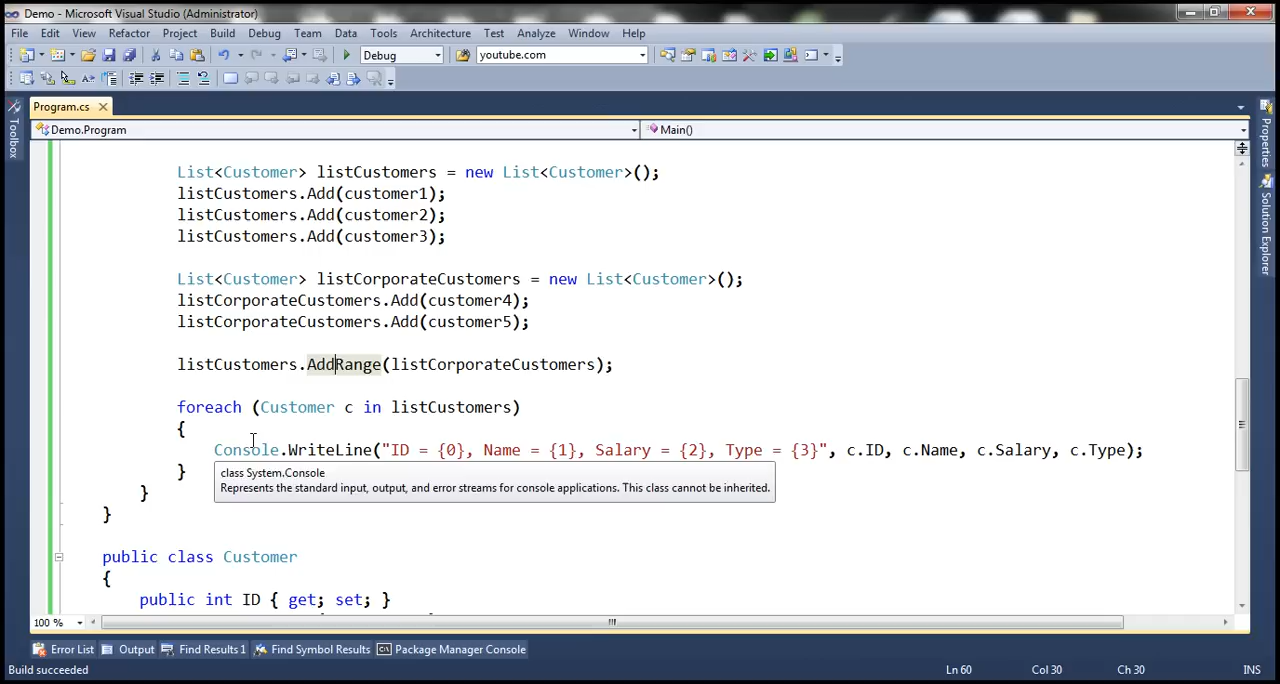 Demo - Microsoft Visual Studio (Administrator)
File Edit View Refactor Project Build Debug Team Data Tools Architecture Test Analyze Window Help
Debug youtube.com
Program.cs
Demo.Program Main()
Toolbox
Properties
Solution Explorer
List<Customer> listCustomers = new List<Customer>();
listCustomers.Add(customer1);
listCustomers.Add(customer2);
listCustomers.Add(customer3);
List<Customer> listCorporateCustomers = new List<Customer>();
listCorporateCustomers.Add(customer4);
listCorporateCustomers.Add(customer5);
listCustomers.AddRange(listCorporateCustomers);
foreach (Customer c in listCustomers)
{
Console.WriteLine("ID = {0}, Name = {1}, Salary = {2}, Type = {3}", c.ID, c.Name, c.Salary, c.Type);
}
class System.Console
Represents the standard input, output, and error streams for console applications. This class cannot be inherited.
}
}
public class Customer
{
public int ID { get; set; }
100 %
Error List Output Find Results 1 Find Symbol Results Package Manager Console
Build succeeded Ln 60 Col 30 Ch 30 INS